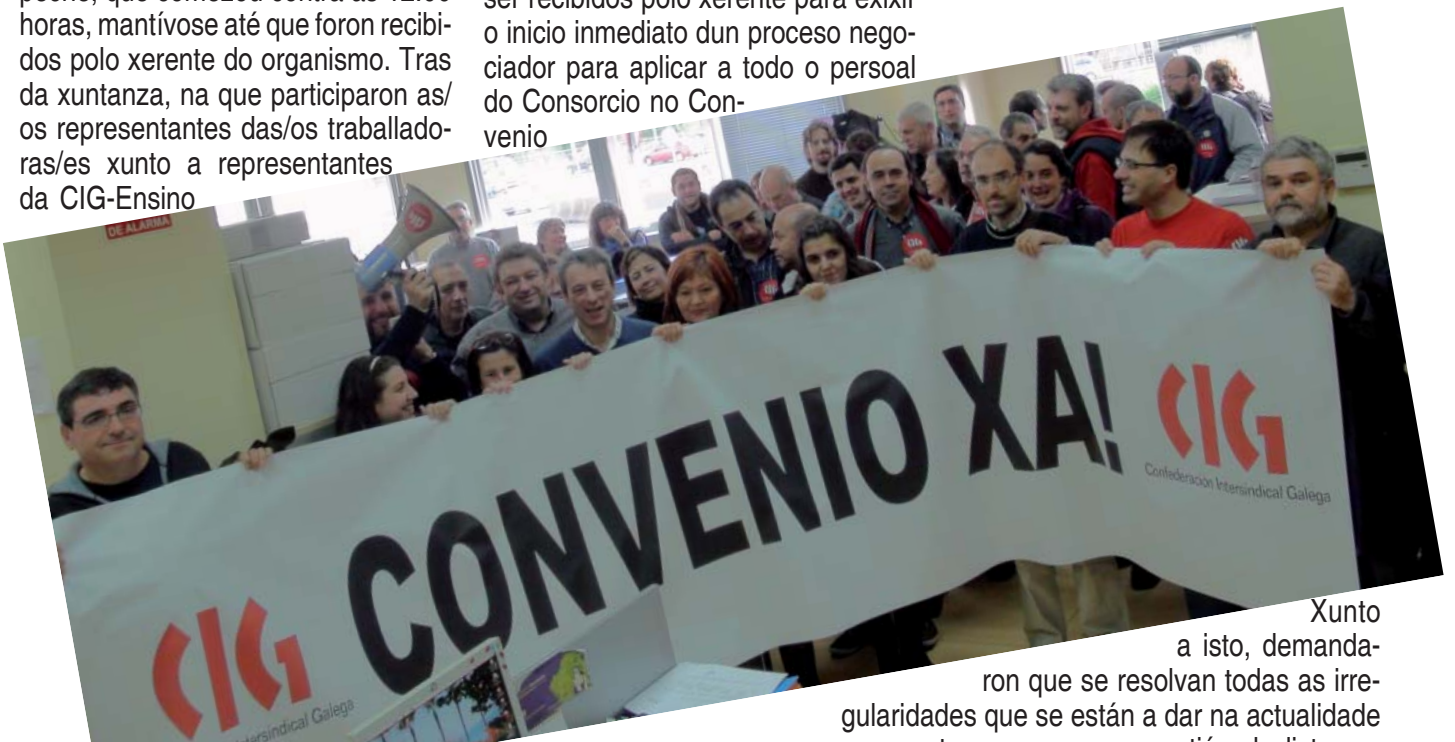 horas, mantívose até que foron recibi-
dos polo xerente do organismo. Tras
da xuntanza, na que participaron as/
os representantes das/os traballado-
ras/es xunto a representantes
da CIG-Ensino
ser recibidos polo xerente para exixir
o inicio inmediato dun proceso nego-
ciador para aplicar a todo o persoal
do Consorcio no Con-
venio
DE ALARMA
CIG CONVENIO XA! CIG
Confederación Intersindical Galega
Intersindical Galega
Xunto
a isto, demanda-
ron que se resolvan todas as irre-
gularidades que se están a dar na actualidade